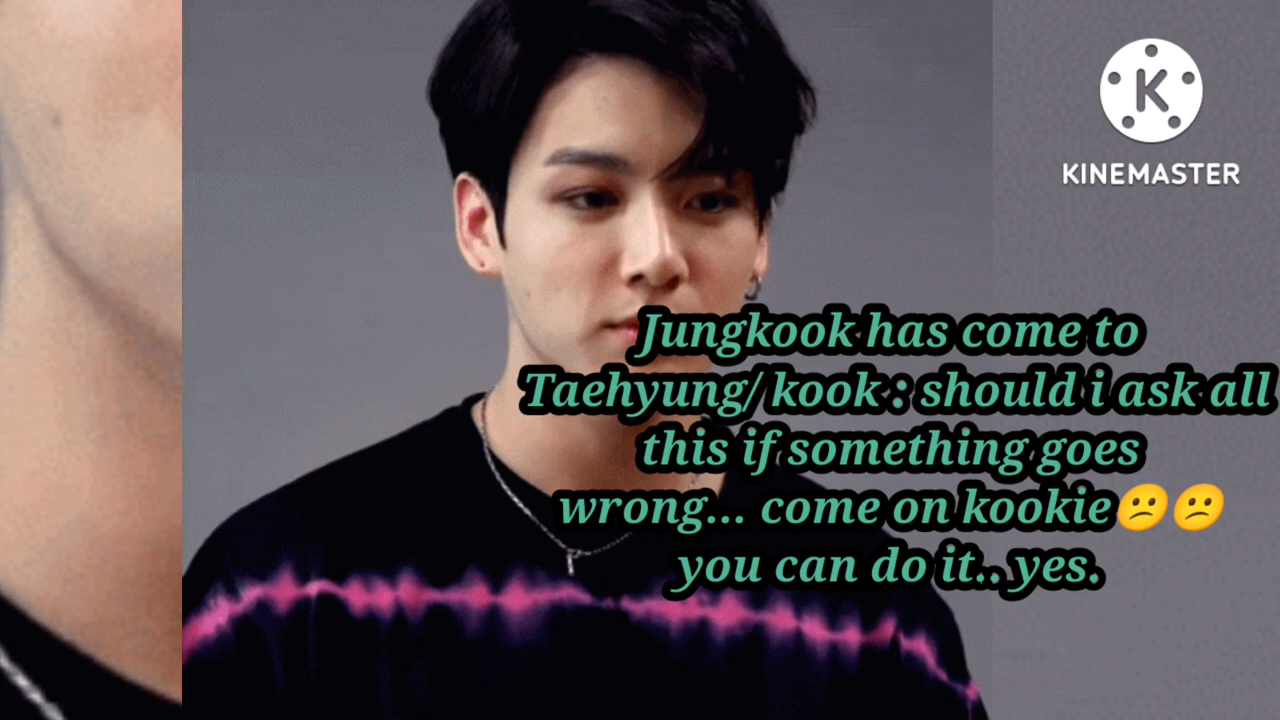 KINEMASTER
Jungkook has come to
Taehyung/ kook : should i ask all
this if something goes
wrong... come on kookie😕😕
you can do it.. yes.